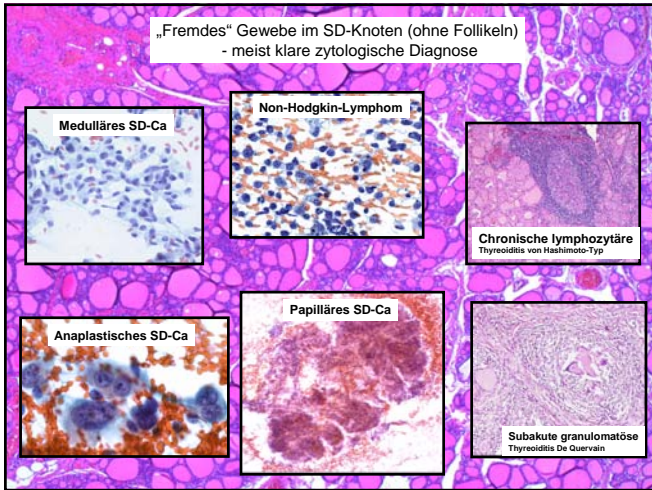 „Fremdes“ Gewebe im SD-Knoten (ohne Follikeln)
- meist klare zytologische Diagnose
Medulläres SD-Ca
Non-Hodgkin-Lymphom
Chronische lymphozytäre
Thyreoiditis von Hashimoto-Typ
Anaplastisches SD-Ca
Papilläres SD-Ca
Subakute granulomatöse
Thyreoiditis De Quervain